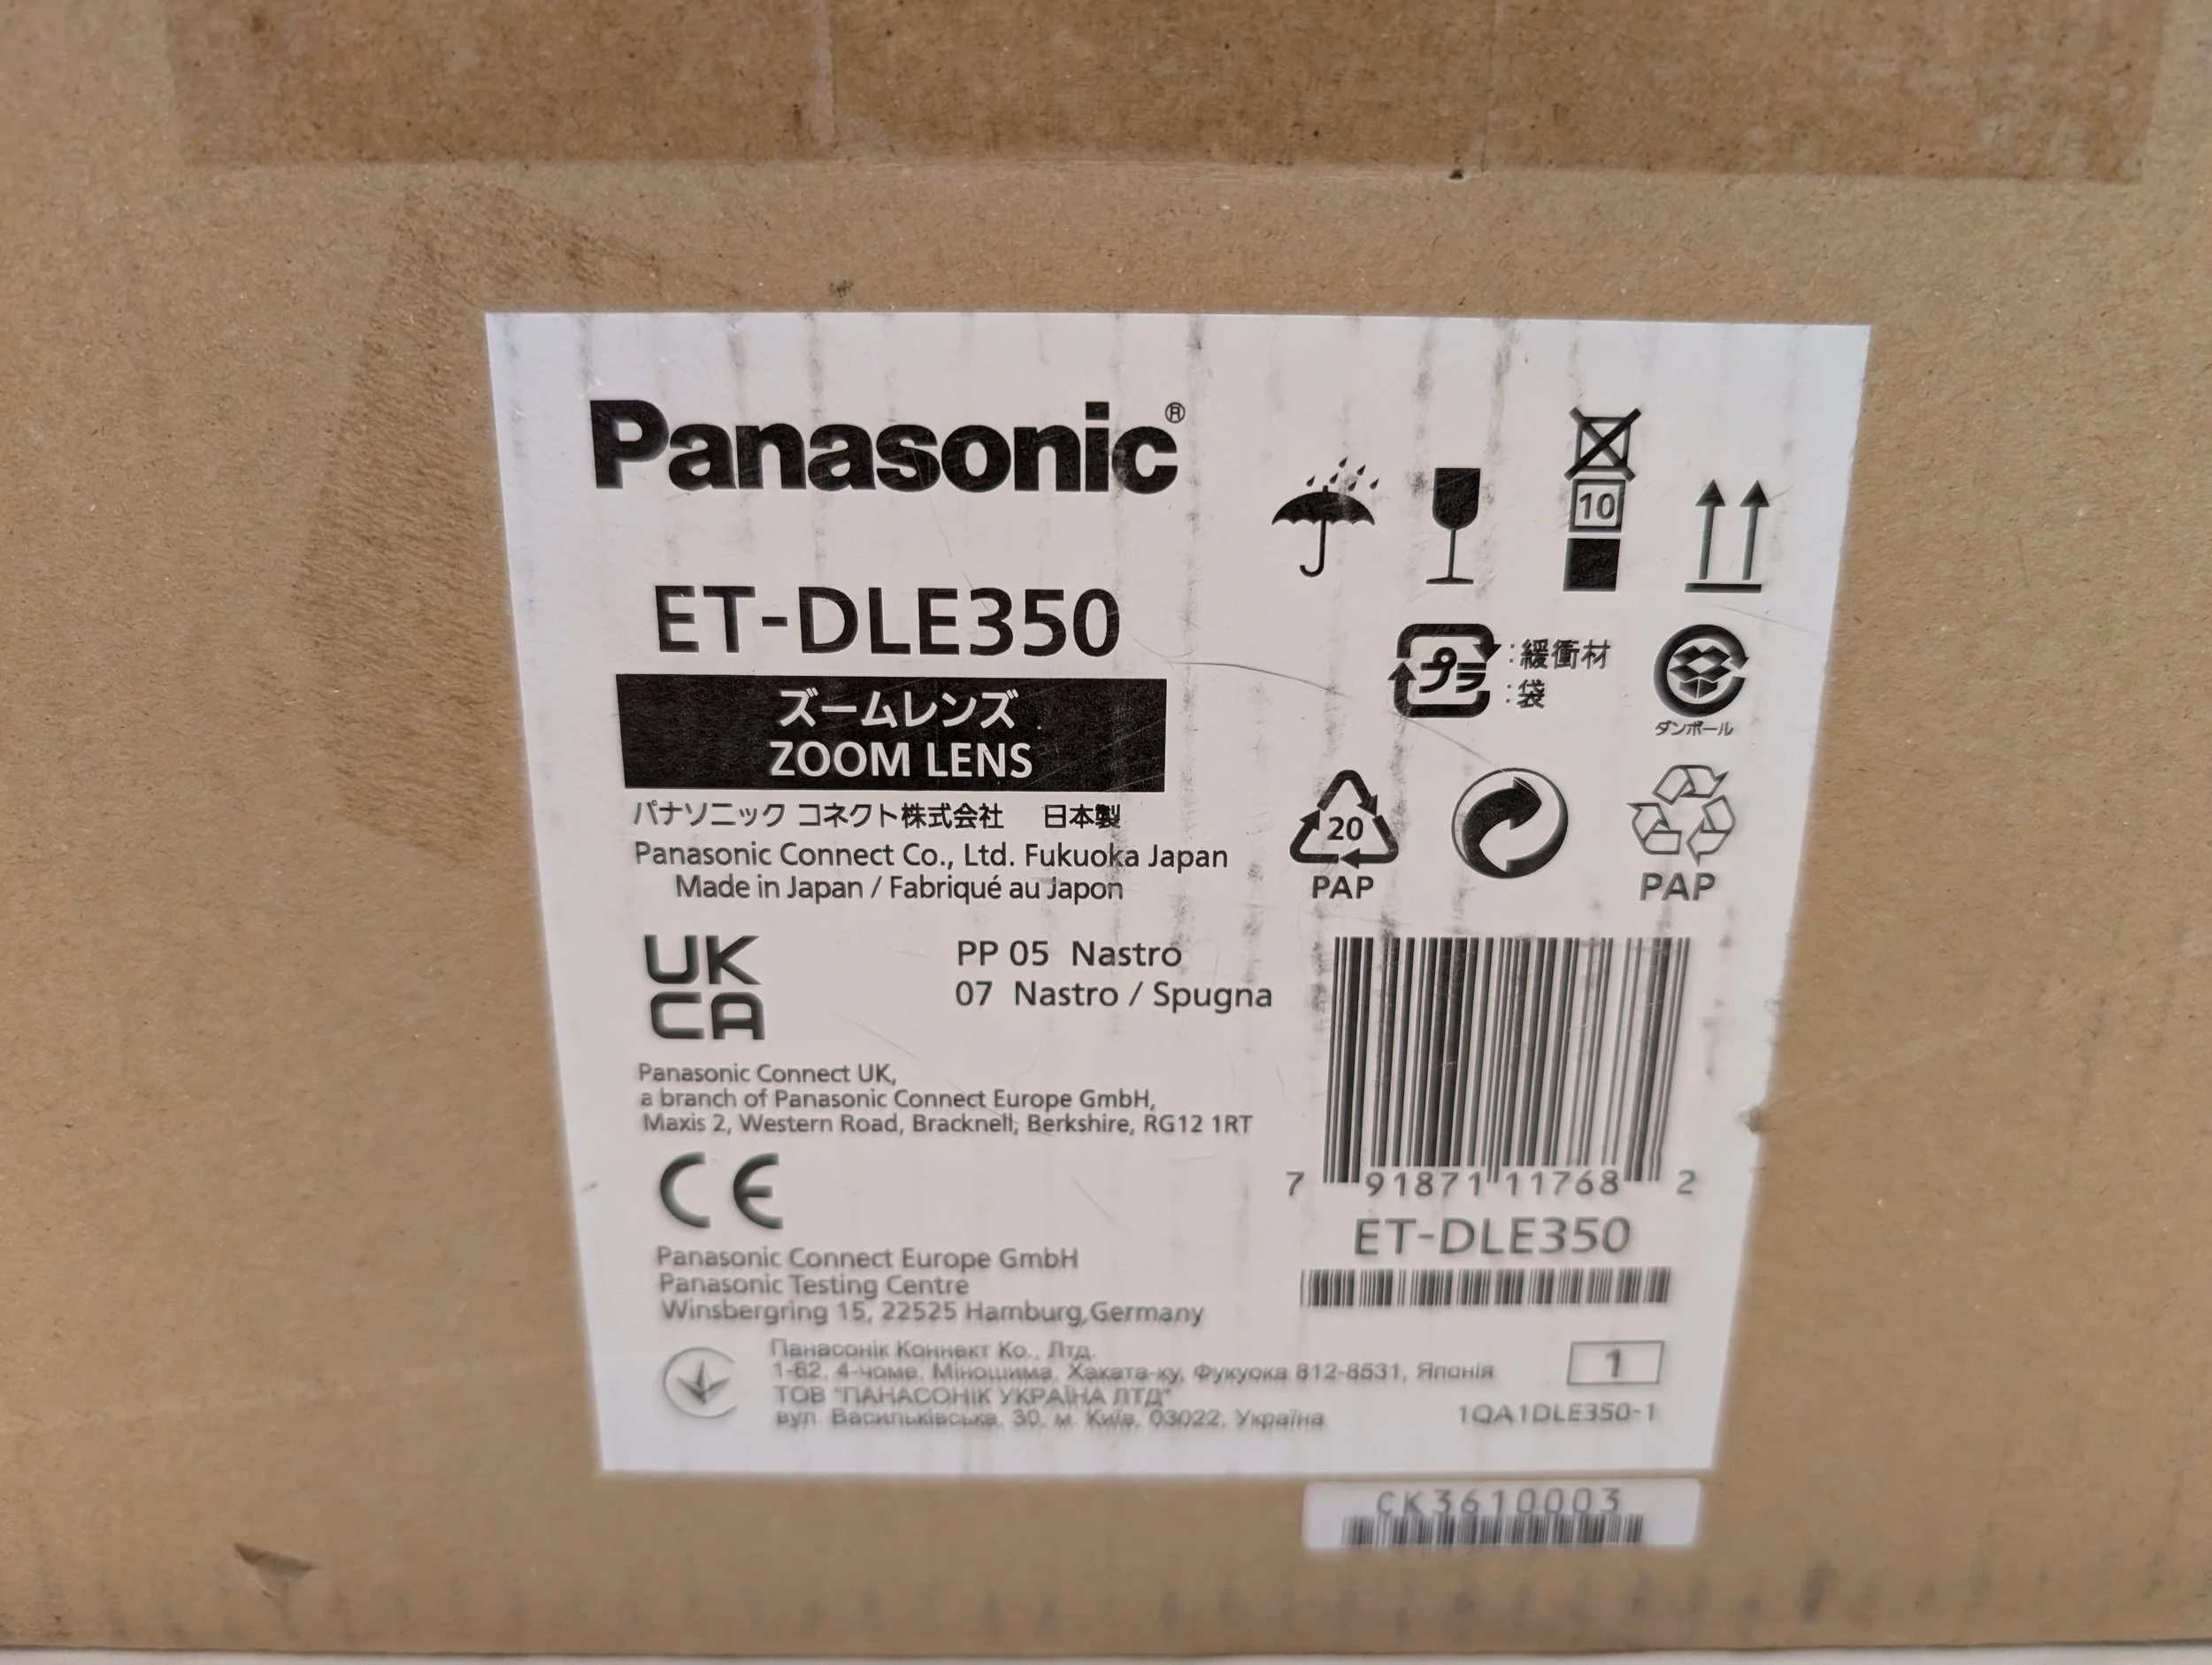 Panasonic®
ET-DLE350
ズームレンズ
ZOOM LENS
パナソニック コネクト株式会社 日本製
Panasonic Connect Co., Ltd. Fukuoka Japan
Made in Japan / Fabriqué au Japon
10
プラ :緩衝材
:袋
ダンボール
20
PAP
PAP
UK
CA
PP 05 Nastro
07 Nastro / Spugna
Panasonic Connect UK,
a branch of Panasonic Connect Europe GmbH,
Maxis 2, Western Road, Bracknell, Berkshire, RG12 1RT
CE
Panasonic Connect Europe GmbH
Panasonic Testing Centre
Winsbergring 15, 22525 Hamburg,Germany
7 91871 11768 2
ET-DLE350
Панасонік Коннект Ко., Лтд.
1-62, 4-чоме, Міношима, Хаката-ку, Фукуока 812-8531, Японія
ТОВ "ПАНАСОНІК УКРАЇНА ЛТД"
вул. Васильківська, 30, м. Київ, 03022, Україна
1
1QA1DLE350-1
CK3610003